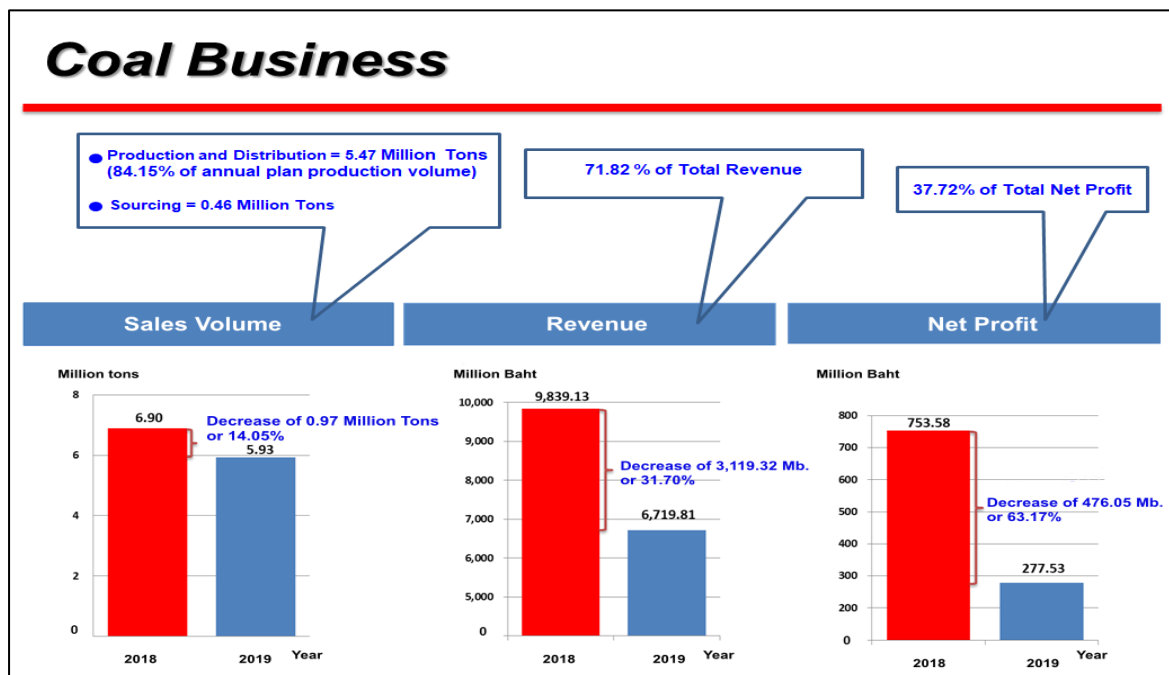 Coal Business
● Production and Distribution = 5.47 Million Tons
(84.15% of annual plan production volume)
● Sourcing = 0.46 Million Tons
71.82 % of Total Revenue
37.72% of Total Net Profit
Sales Volume
Revenue
Net Profit
Million tons
8
6
4
2
0
6.90
Decrease of 0.97 Million Tons
or 14.05%
5.93
2018
2019
Year
Million Baht
10,000
9,000
8,000
7,000
6,000
5,000
0
9,839.13
Decrease of 3,119.32 Mb.
or 31.70%
6,719.81
2018
2019
Year
Million Baht
800
700
600
500
400
300
200
0
753.58
Decrease of 476.05 Mb.
or 63.17%
277.53
2018
2019
Year